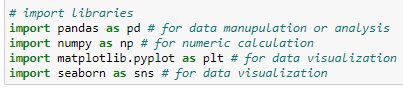 # import libraries
import pandas as pd # for data manupulation or analysis
import numpy as np # for numeric calculation
import matplotlib.pyplot as plt # for data visualization
import seaborn as sns # for data visualization